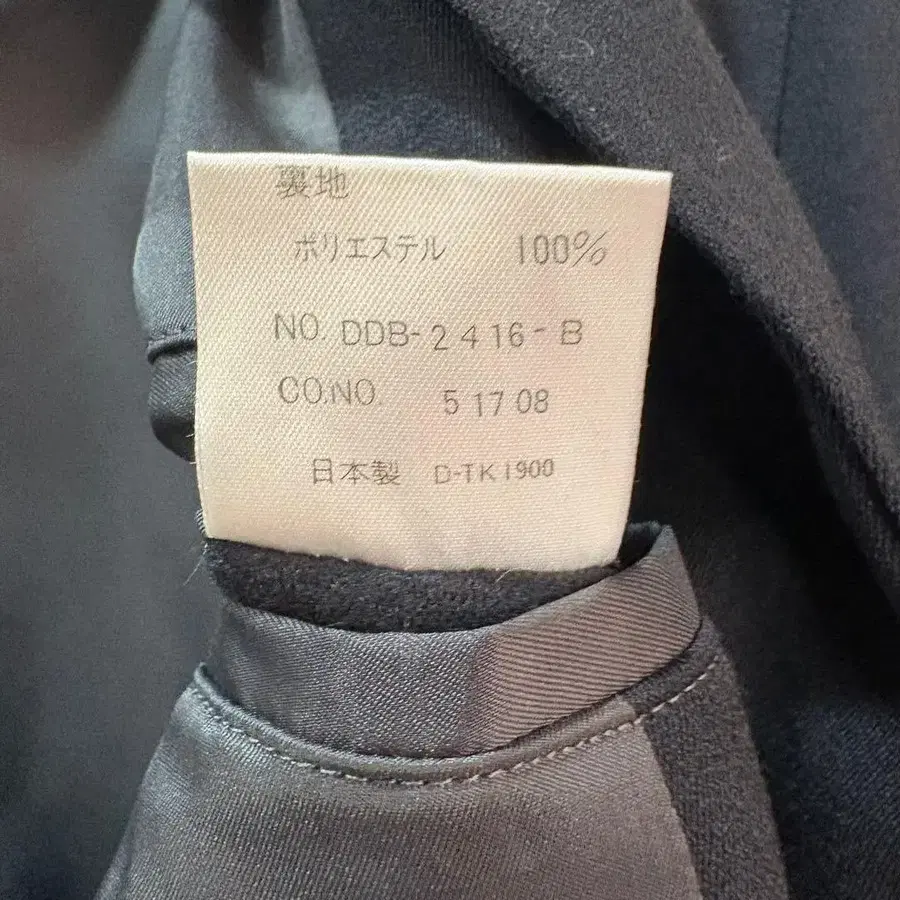 裏地
ポリエステル 100%
NO. DDB-2416-B
CO.NO. 51708
日本製 D-TK1900